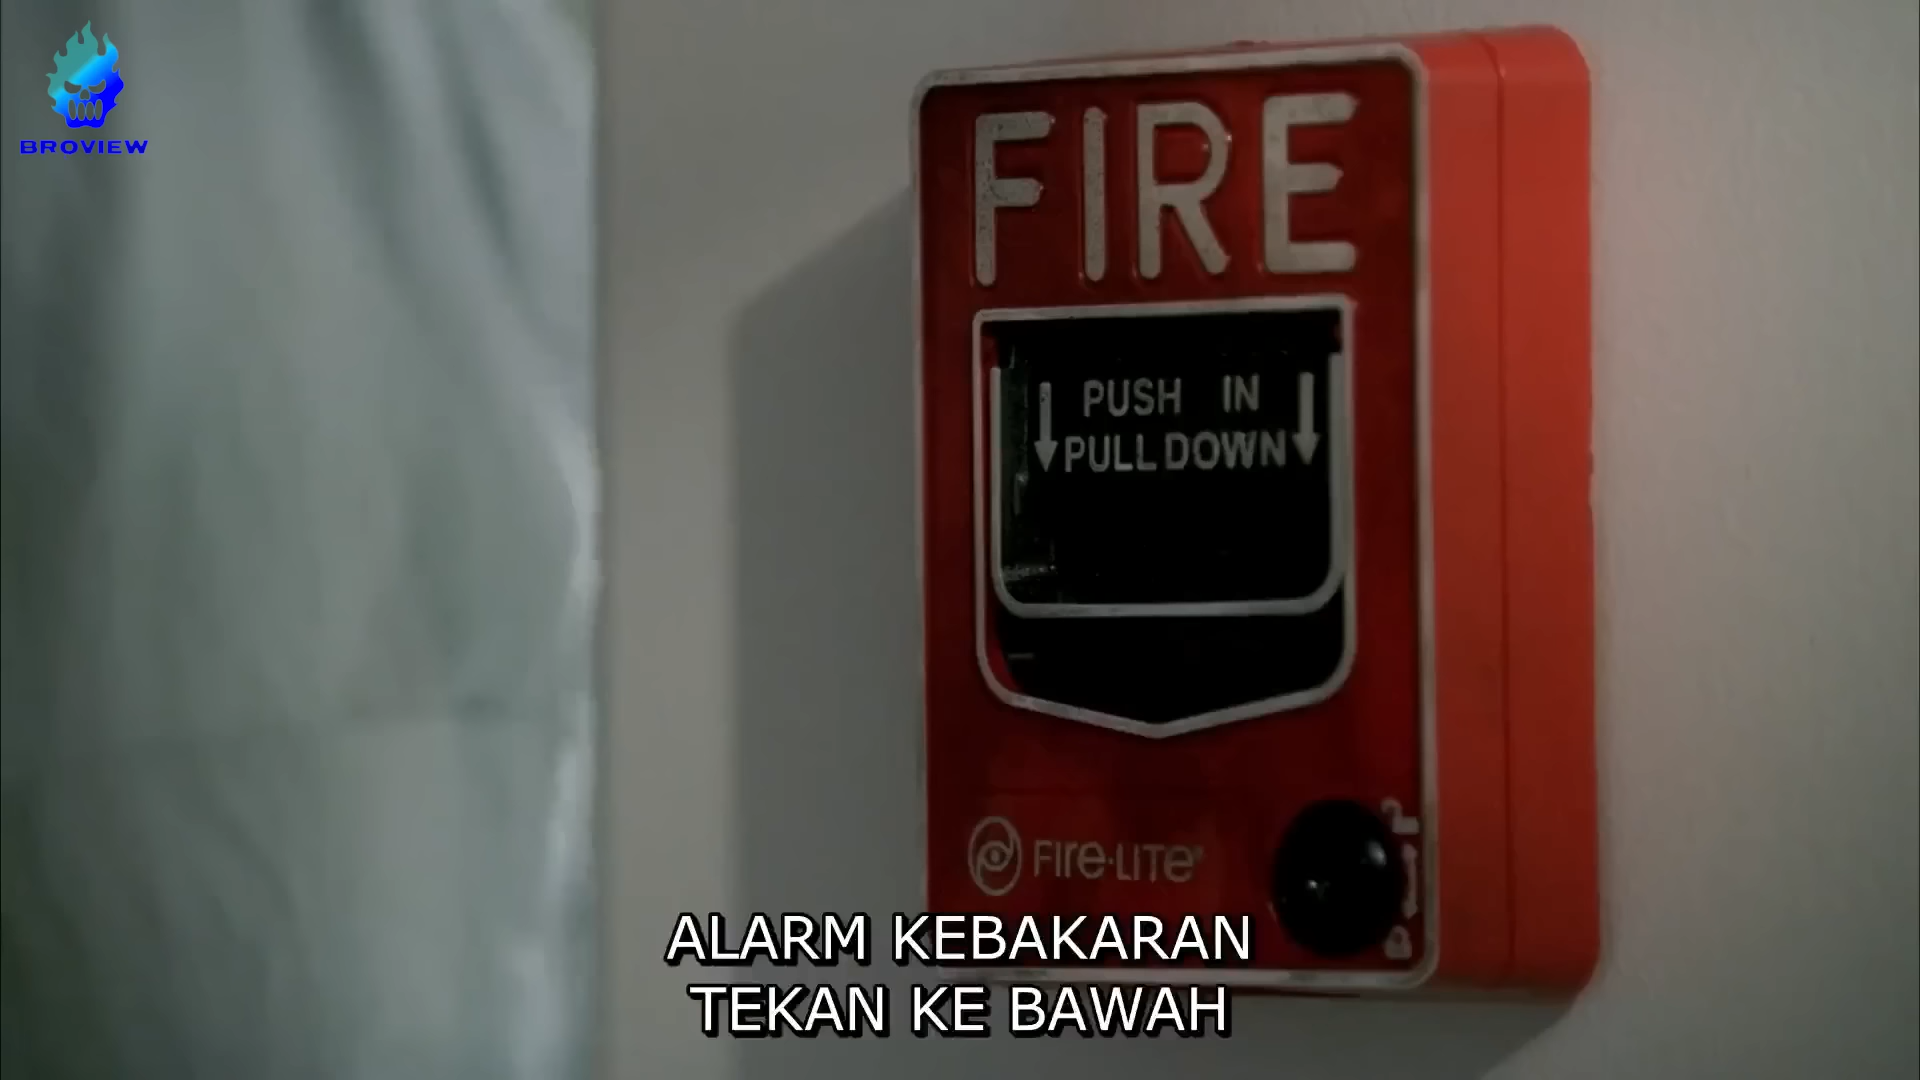 BROVIEW
FIRE
PUSH IN
PULL DOWN
FIRE-LITE®
ALARM KEBAKARAN
TEKAN KE BAWAH